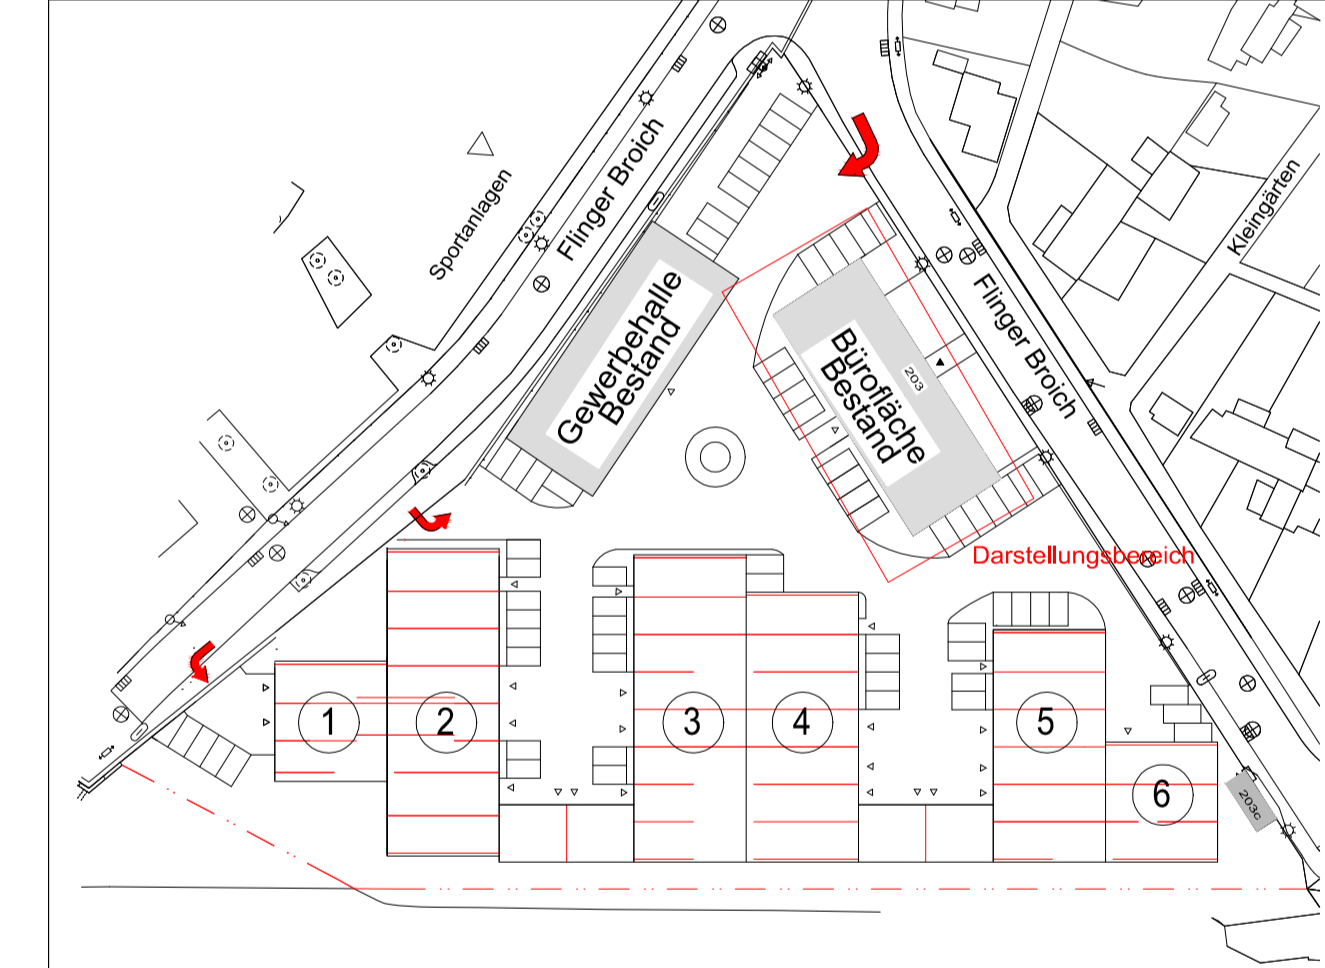 Sportanlagen
Flinger Broich
Gewerbehalle
Bestand
Bürofläche
Bestand
203
Flinger Broich
Kleingärten
Darstellungsbereich
1
2
3
4
5
6
203c